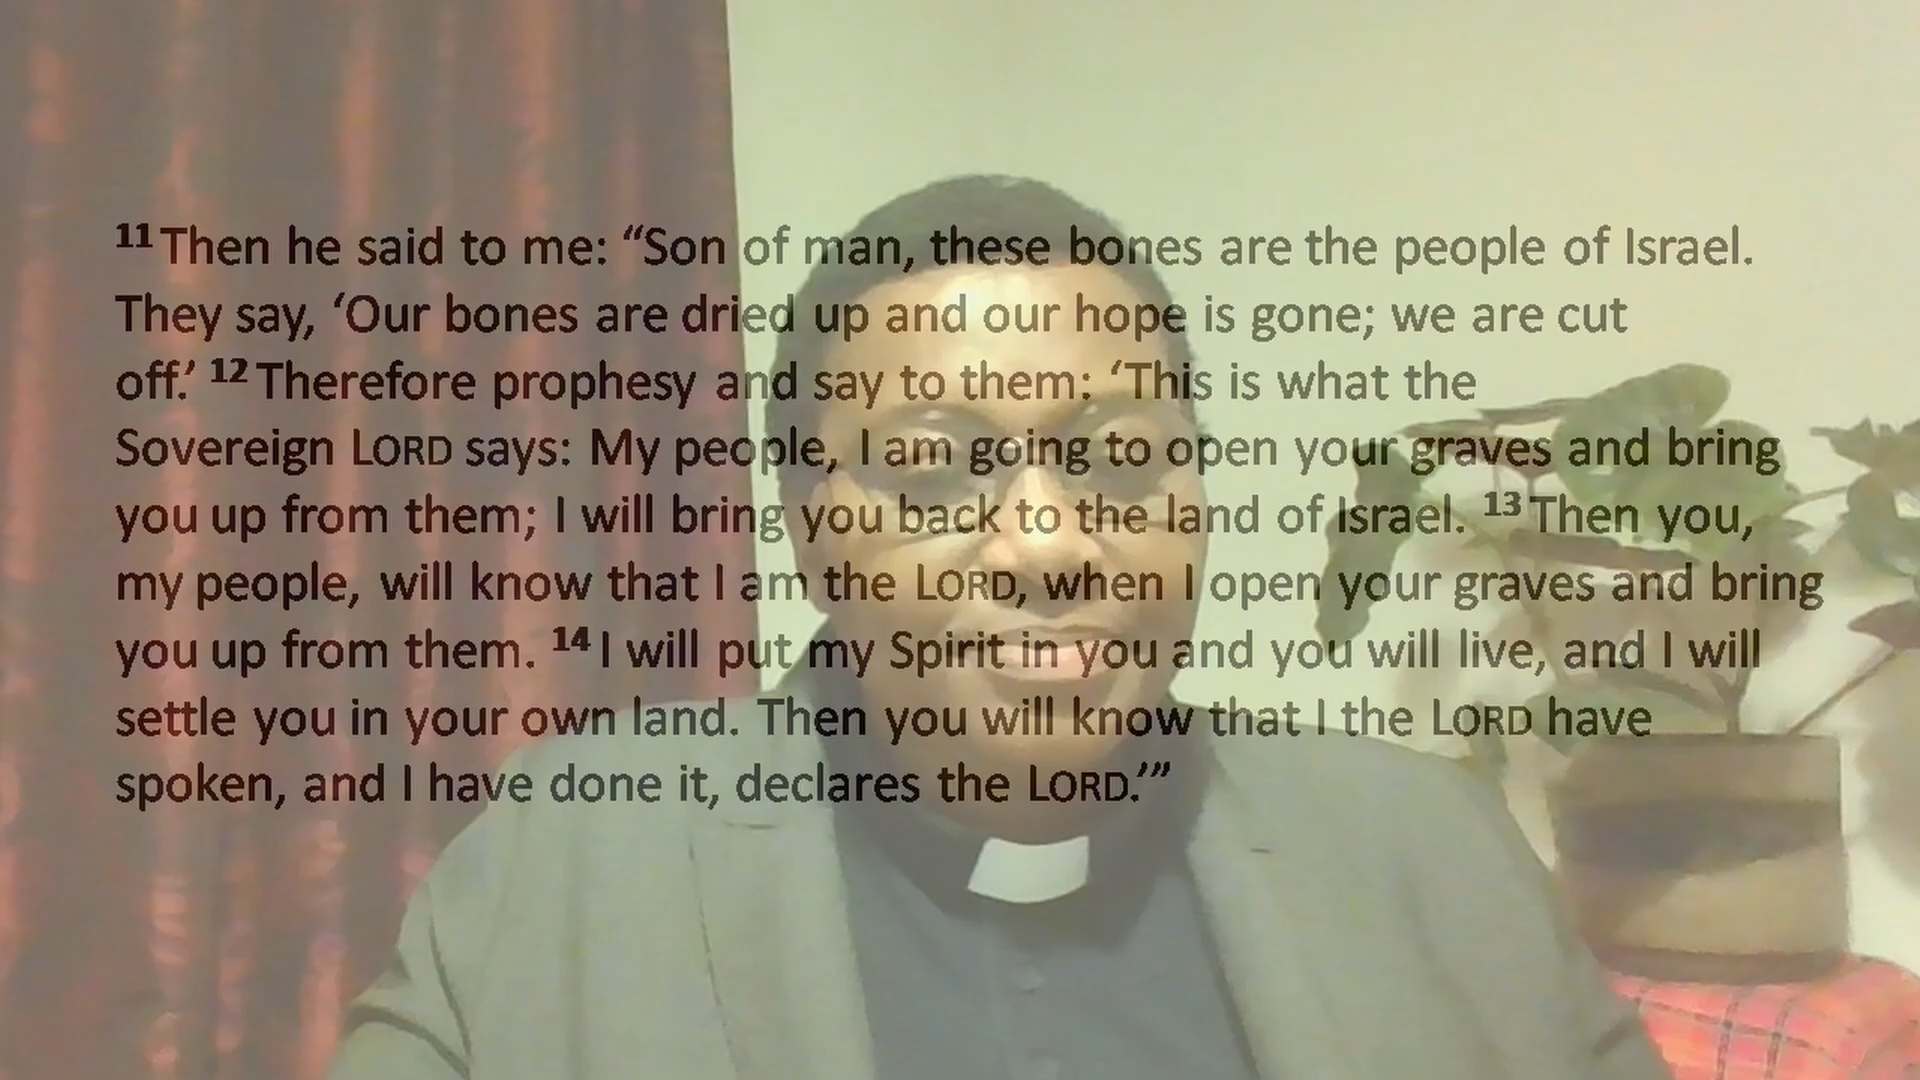 11 Then he said to me: “Son of man, these bones are the people of Israel.
They say, ‘Our bones are dried up and our hope is gone; we are cut
off.’ 12 Therefore prophesy and say to them: ‘This is what the
Sovereign LORD says: My people, I am going to open your graves and bring
you up from them; I will bring you back to the land of Israel. 13 Then you,
my people, will know that I am the LORD, when I open your graves and bring
you up from them. 14 I will put my Spirit in you and you will live, and I will
settle you in your own land. Then you will know that I the LORD have
spoken, and I have done it, declares the LORD.’”